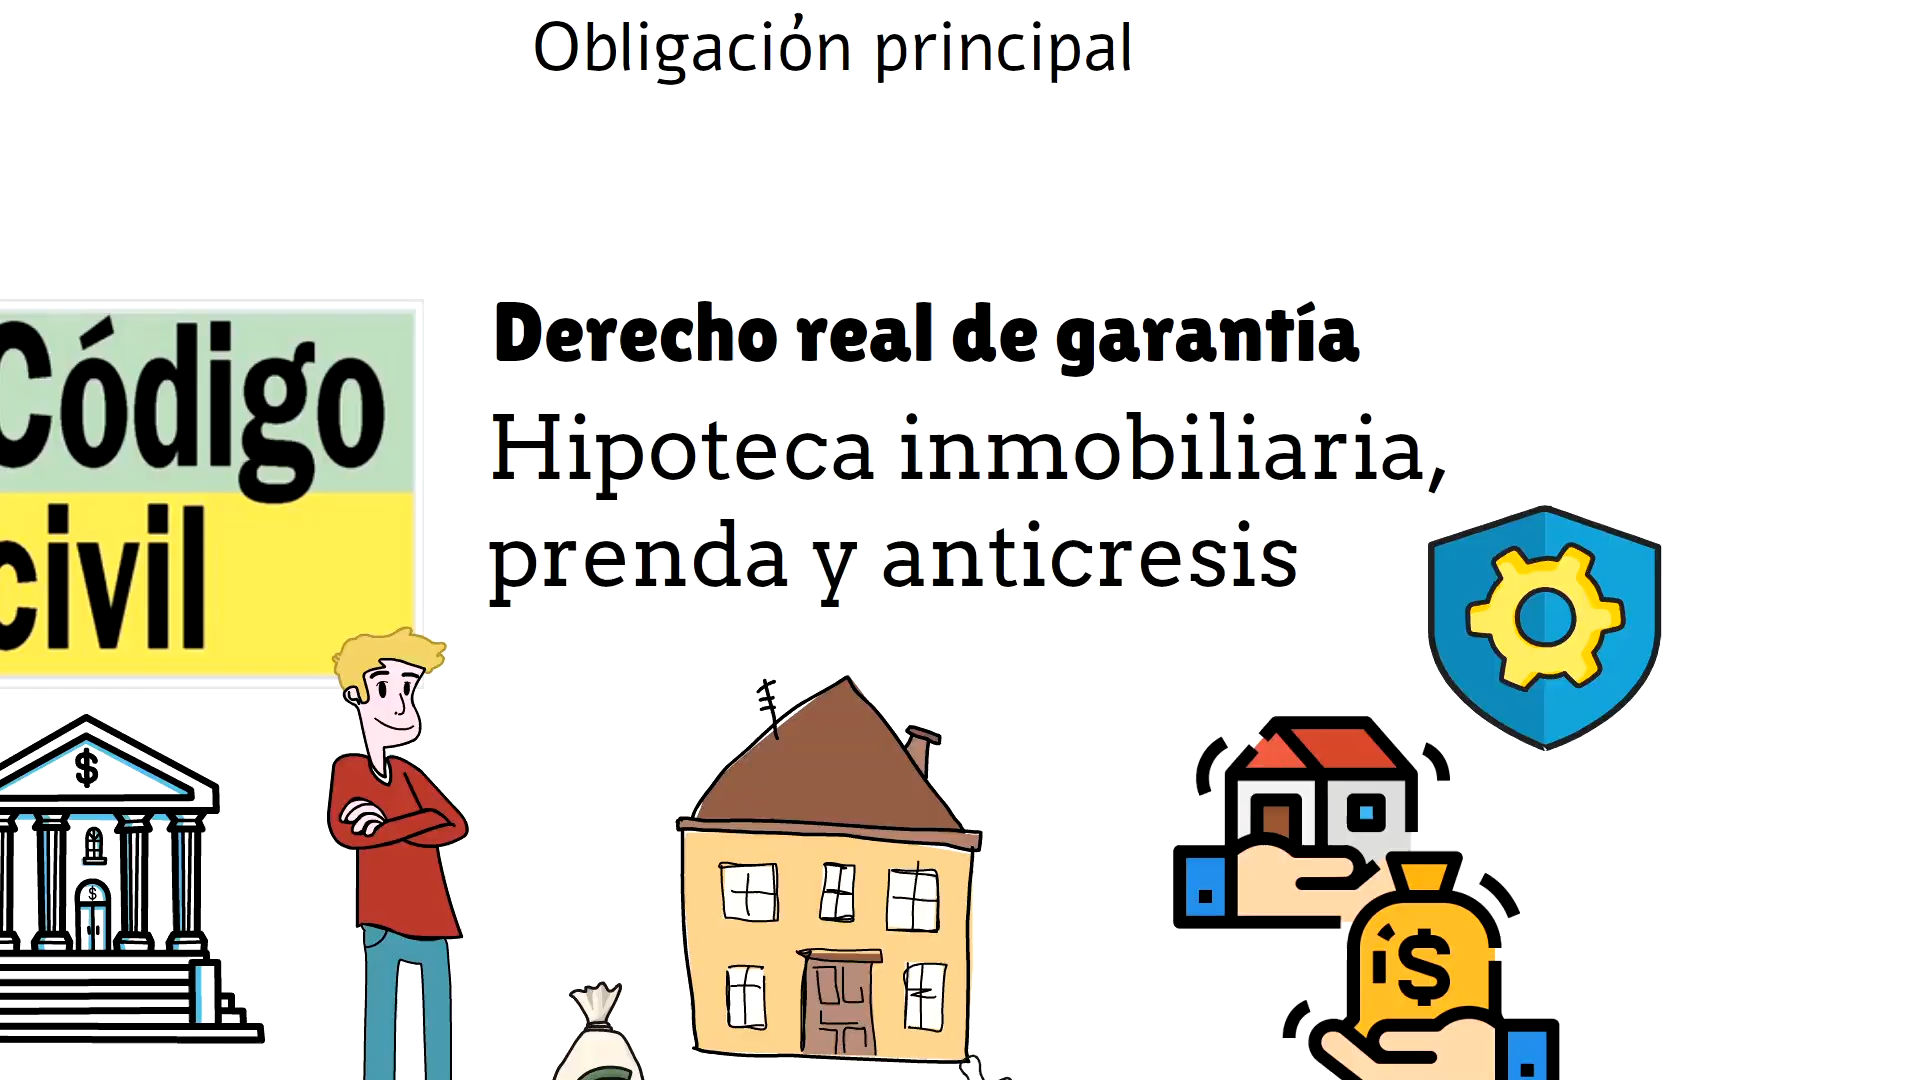 Obligación principal
Derecho real de garantía
Código
civil
Hipoteca inmobiliaria,
prenda y anticresis
$
$
$